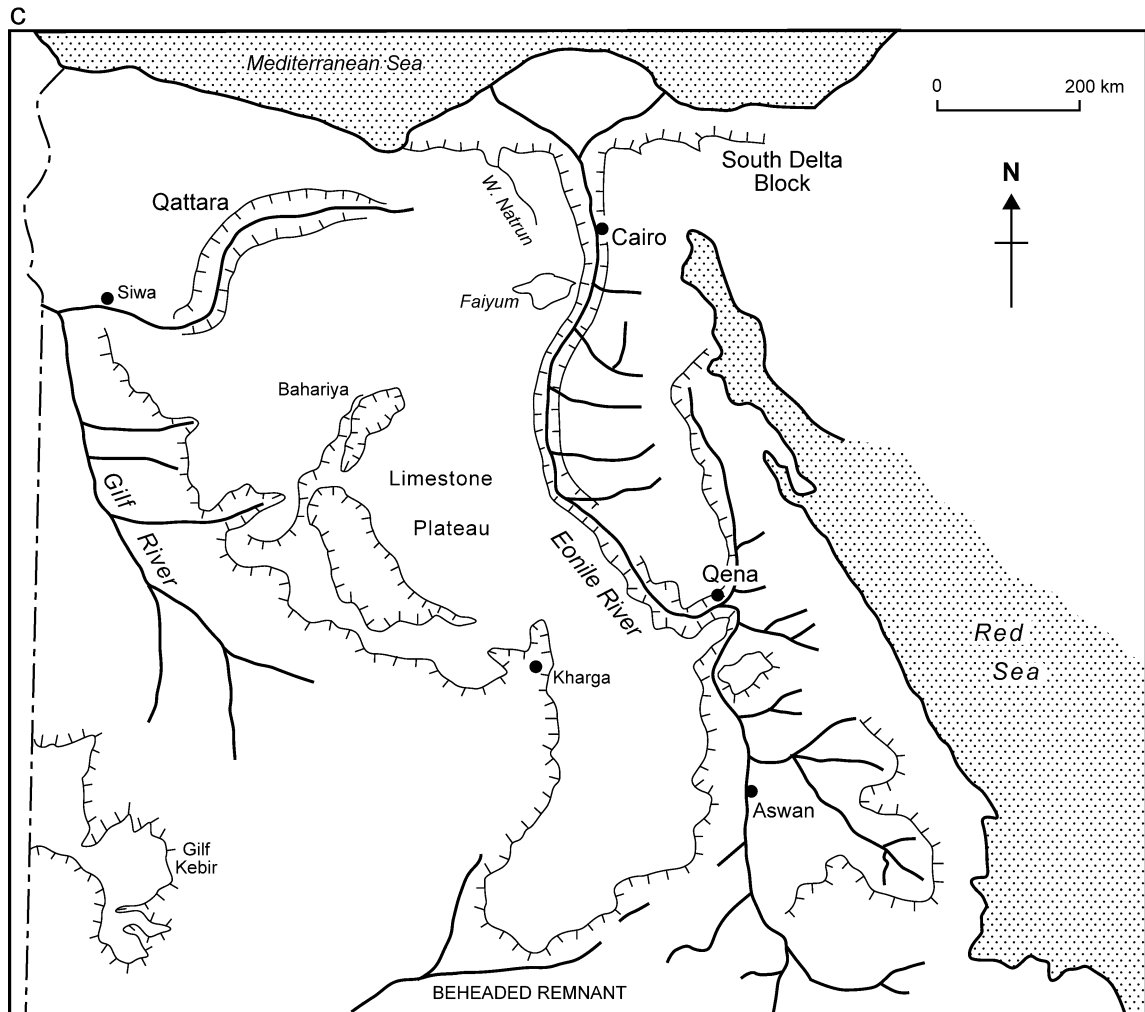 C
Mediterranean Sea
0
200 km
South Delta
Block
N
W. Natrun
Qattara
Cairo
Siwa
Faiyum
Bahariya
Limestone
Plateau
Gilf
River
Eonile River
Qena
Red
Sea
Kharga
Aswan
Gilf
Kebir
BEHEADED REMNANT